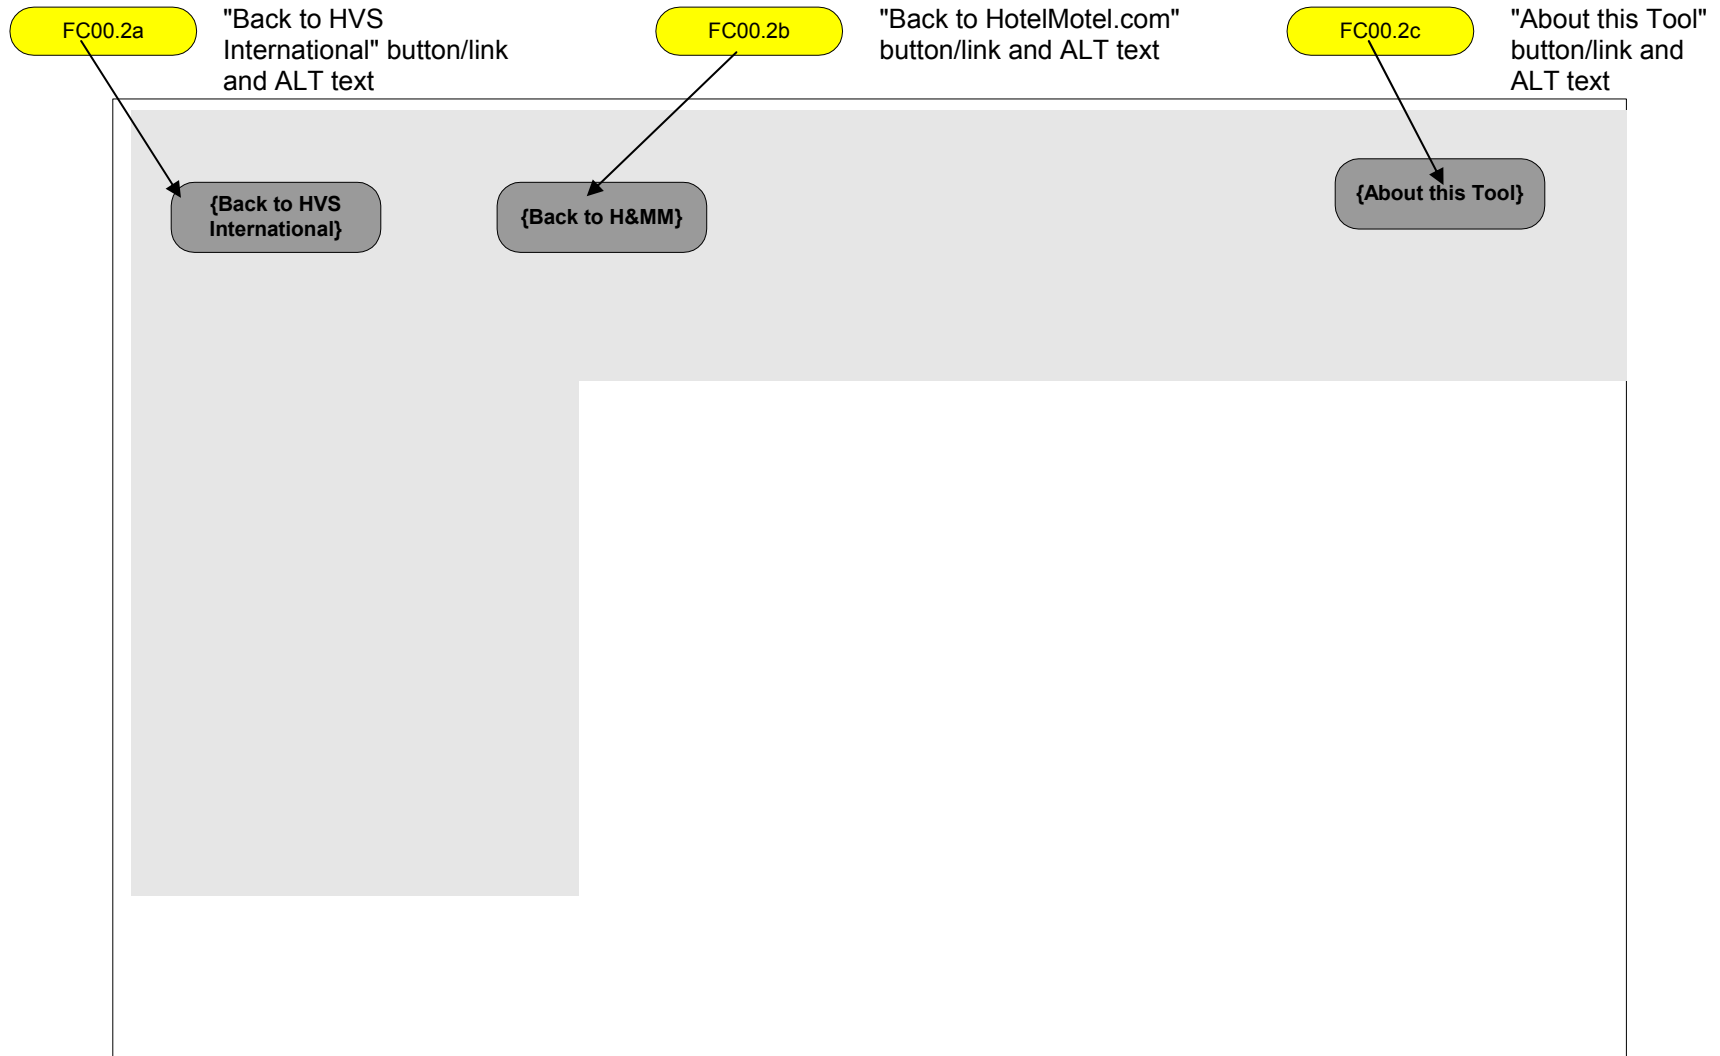 FC00.2a
"Back to HVS
International" button/link
and ALT text
FC00.2b
"Back to HotelMotel.com"
button/link and ALT text
FC00.2c
"About this Tool"
button/link and
ALT text
{Back to HVS
International}
{Back to H&MM}
{About this Tool}